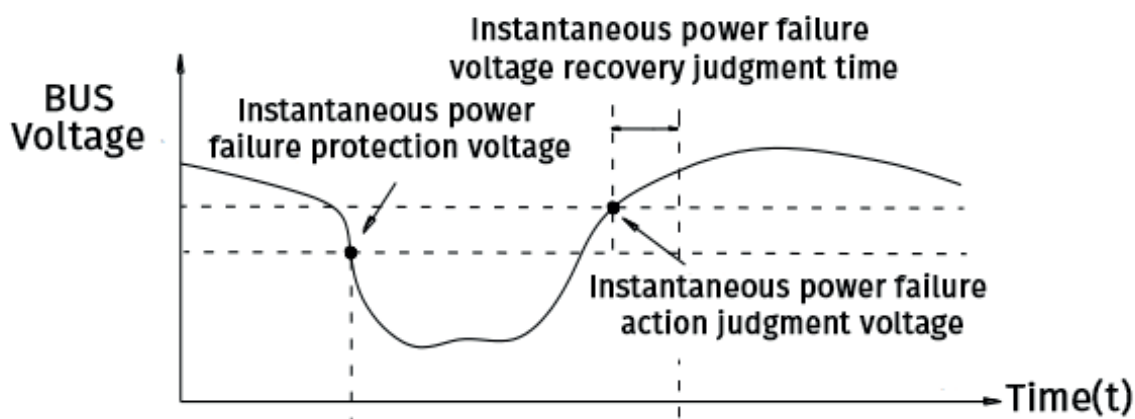 Instantaneous power failure
voltage recovery judgment time
BUS
Voltage
Instantaneous power
failure protection voltage
Instantaneous power failure
action judgment voltage
Time(t)